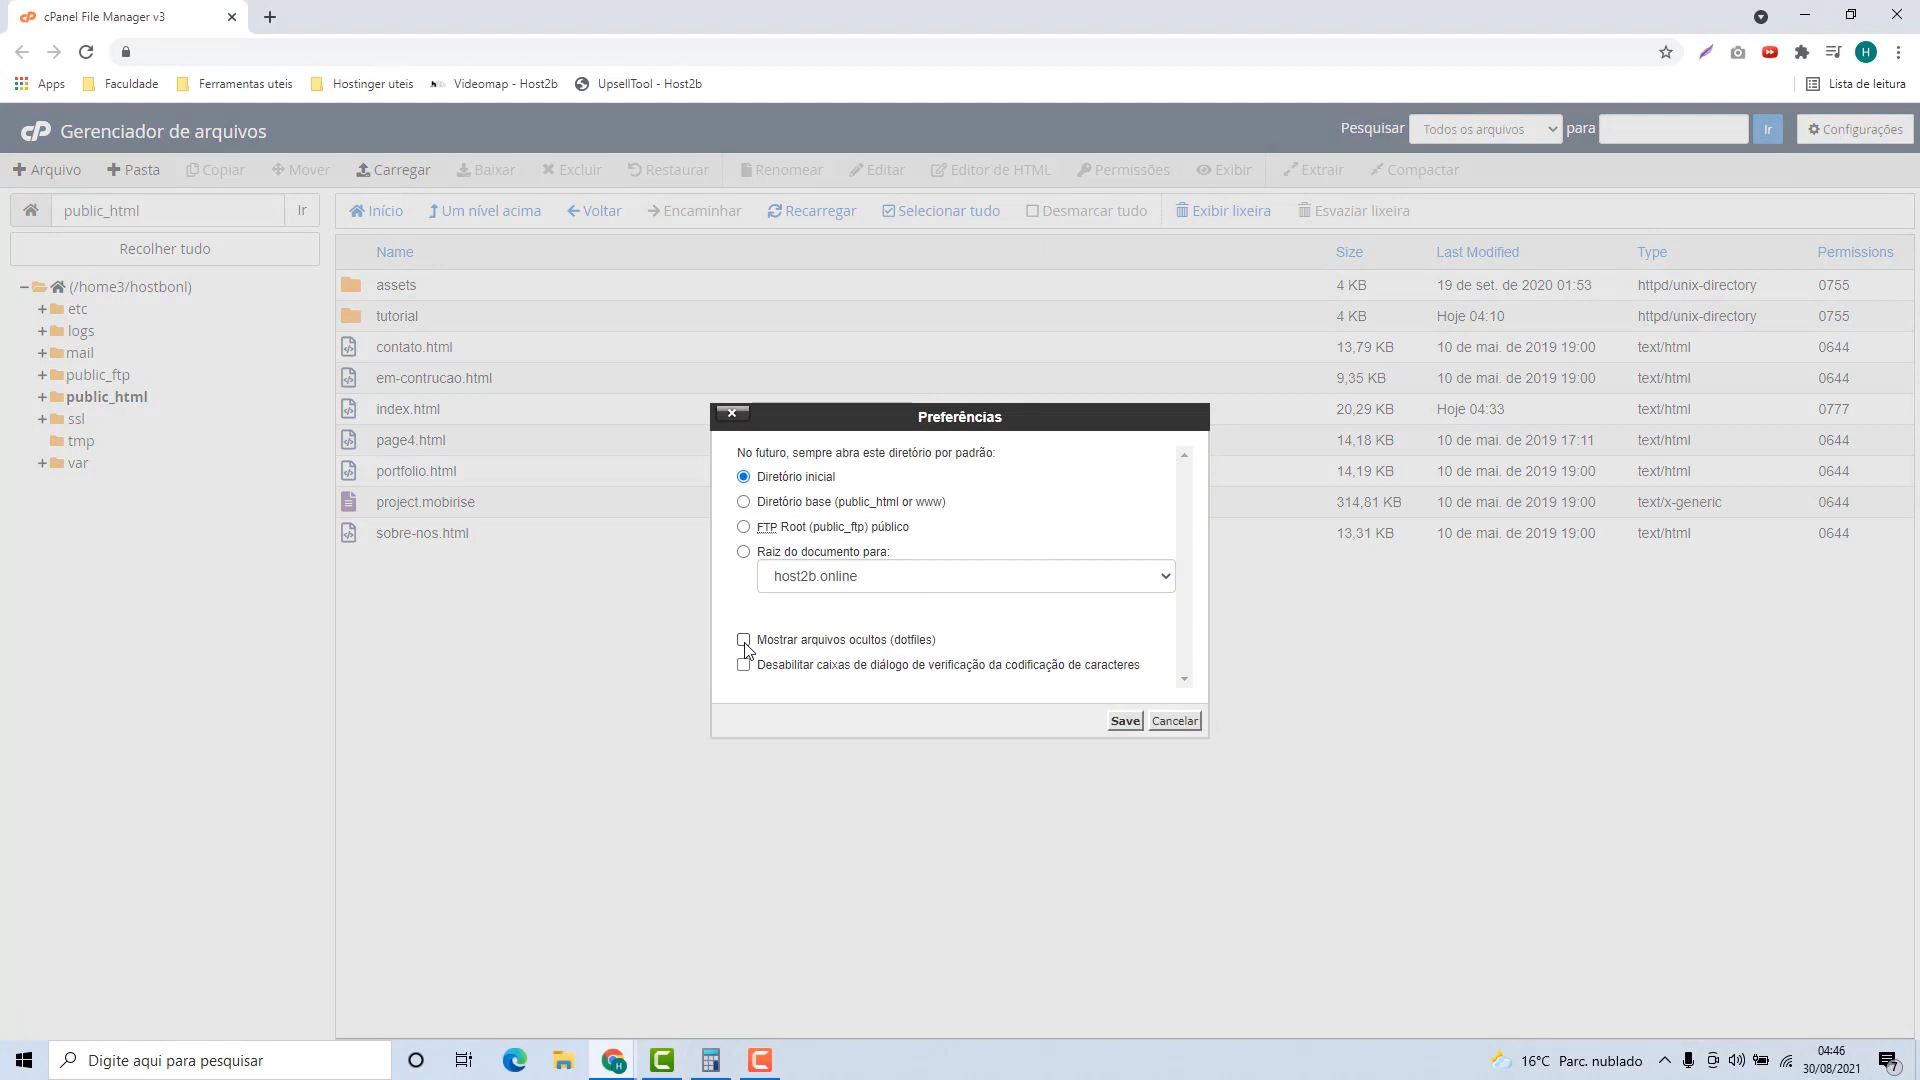 cPanel File Manager v3
Apps Faculdade Ferramentas uteis Hostinger uteis Videomap - Host2b UpsellTool - Host2b Lista de leitura
H
cP Gerenciador de arquivos Pesquisar Todos os arquivos para Ir Configurações
Arquivo Pasta Copiar Mover Carregar Baixar Excluir Restaurar Renomear Editar Editor de HTML Permissões Exibir Extrair Compactar
public_html Ir Início Um nível acima Voltar Encaminhar Recarregar Selecionar tudo Desmarcar tudo Exibir lixeira Esvaziar lixeira
Recolher tudo
(/home3/hostbonl)
etc
logs
mail
public_ftp
public_html
ssl
tmp
var
Name Size Last Modified Type Permissions
assets 4 KB 19 de set. de 2020 01:53 httpd/unix-directory 0755
tutorial 4 KB Hoje 04:10 httpd/unix-directory 0755
contato.html 13,79 KB 10 de mai. de 2019 19:00 text/html 0644
em-contrucao.html 9,35 KB 10 de mai. de 2019 19:00 text/html 0644
index.html 20,29 KB Hoje 04:33 text/html 0777
page4.html 14,18 KB 10 de mai. de 2019 17:11 text/html 0644
portfolio.html 14,19 KB 10 de mai. de 2019 19:00 text/html 0644
project.mobirise 314,81 KB 10 de mai. de 2019 19:00 text/x-generic 0644
sobre-nos.html 13,31 KB 10 de mai. de 2019 19:00 text/html 0644
Preferências
No futuro, sempre abra este diretório por padrão:
Diretório inicial
Diretório base (public_html or www)
FTP Root (public_ftp) público
Raiz do documento para:
host2b.online
Mostrar arquivos ocultos (dotfiles)
Desabilitar caixas de diálogo de verificação da codificação de caracteres
Save Cancelar
Digite aqui para pesquisar
16°C Parc. nublado
04:46
30/08/2021
7